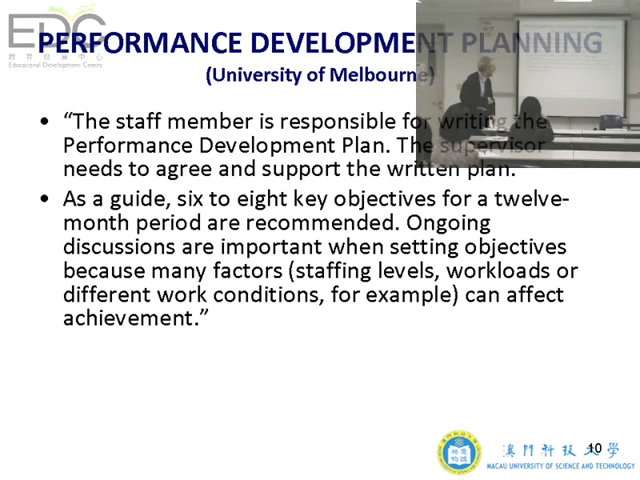 EDC
教育發展中心
Educational Development Centre
PERFORMANCE DEVELOPMENT PLANNING
(University of Melbourne)
• “The staff member is responsible for writing the
Performance Development Plan. The supervisor
needs to agree and support the written plan.
• As a guide, six to eight key objectives for a twelve-
month period are recommended. Ongoing
discussions are important when setting objectives
because many factors (staffing levels, workloads or
different work conditions, for example) can affect
achievement.”
10
澳門科技大學
MACAU UNIVERSITY OF SCIENCE AND TECHNOLOGY